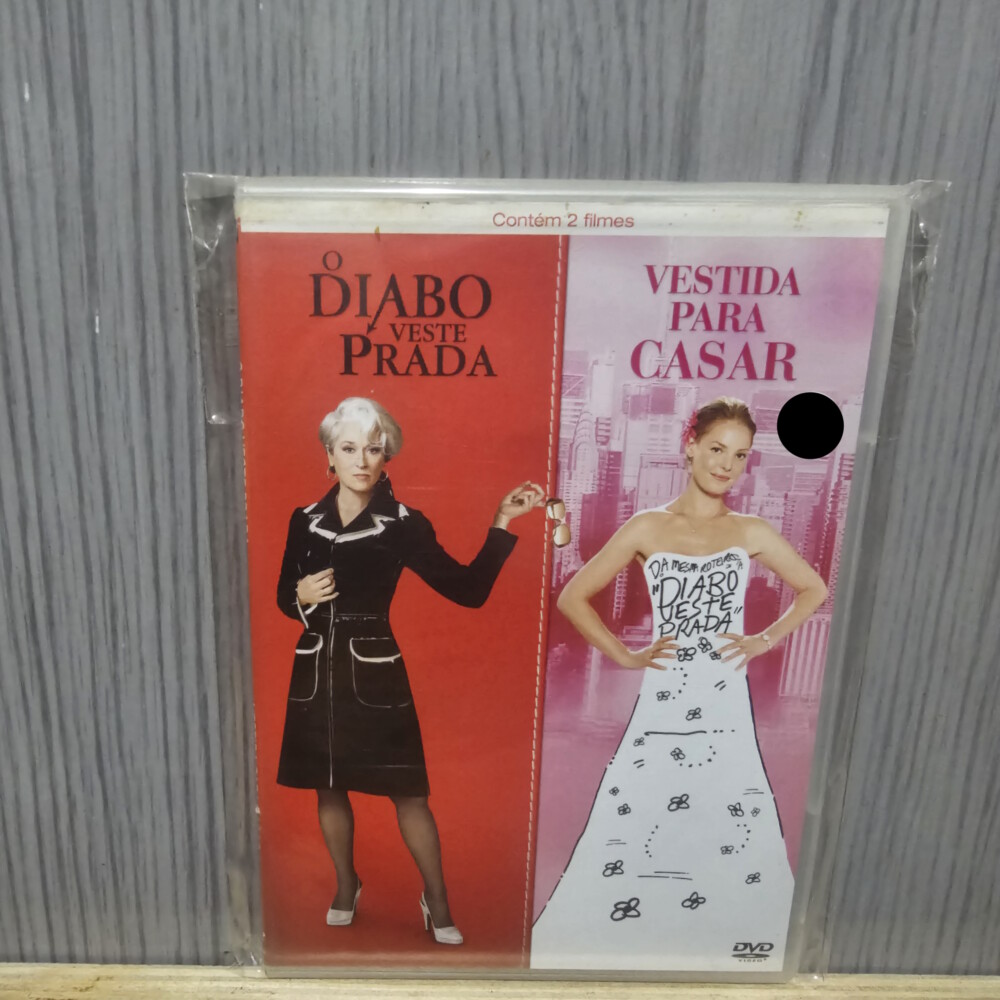 Contém 2 filmes
O
DIABO
VESTE
PRADA
VESTIDA
PARA
CASAR
DA MESMA ROTEIRISTA
"DIABO
VESTE
PRADA"
DVD
VIDEO